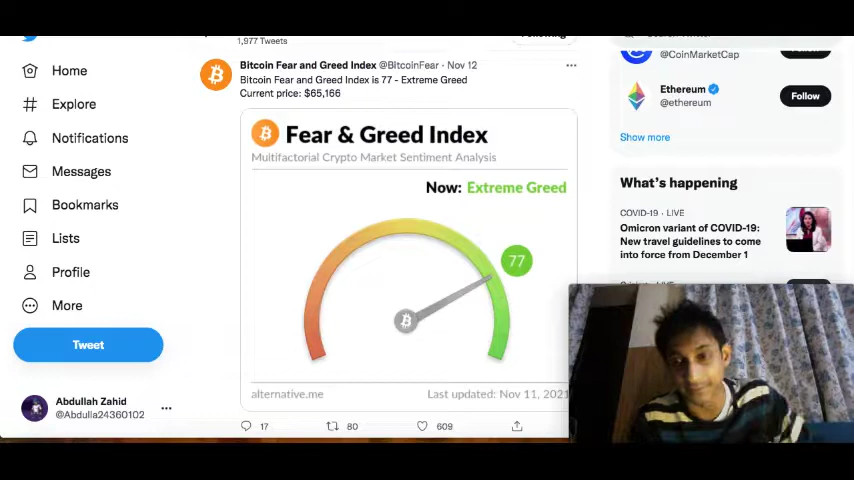 1,977 Tweets
Following
Home
Explore
Notifications
Messages
Bookmarks
Lists
Profile
More
Tweet
Abdullah Zahid
@Abdulla24360102
Bitcoin Fear and Greed Index @BitcoinFear · Nov 12
Bitcoin Fear and Greed Index is 77 - Extreme Greed
Current price: $65,166
Fear & Greed Index
Multifactorial Crypto Market Sentiment Analysis
Now: Extreme Greed
77
alternative.me
Last updated: Nov 11, 2021
17
80
609
@CoinMarketCap
Follow
Ethereum
@ethereum
Follow
Show more
What's happening
COVID-19 · LIVE
Omicron variant of COVID-19:
New travel guidelines to come
into force from December 1